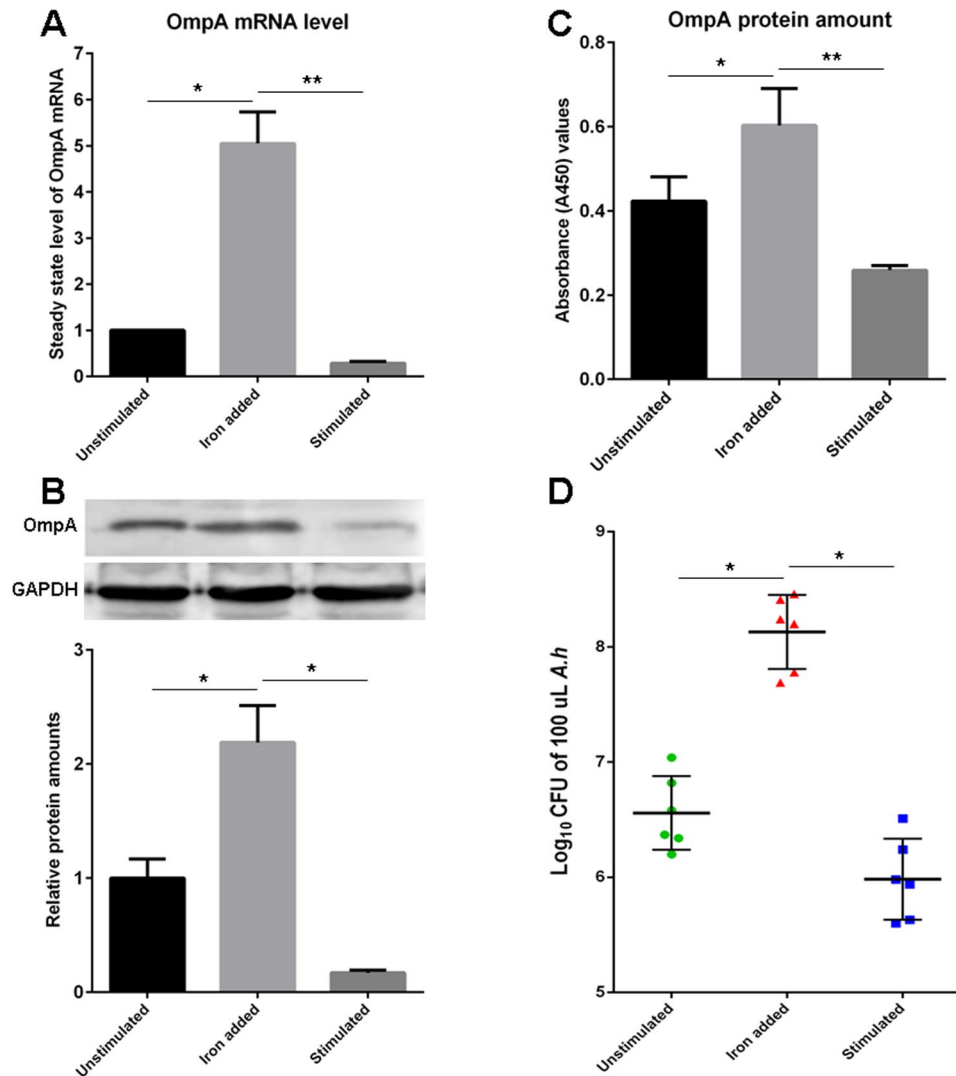 A
OmpA mRNA level
Steady state level of OmpA mRNA
7
6
5
4
3
2
1
0
*
**
Unstimulated
Iron added
Stimulated
B
OmpA
GAPDH
Relative protein amounts
3
2
1
0
*
*
Unstimulated
Iron added
Stimulated
C
OmpA protein amount
Absorbance (A450) values
0.8
0.6
0.4
0.2
0.0
*
**
Unstimulated
Iron added
Stimulated
D
Log10 CFU of 100 uL A.h
9
8
7
6
5
*
*
Unstimulated
Iron added
Stimulated